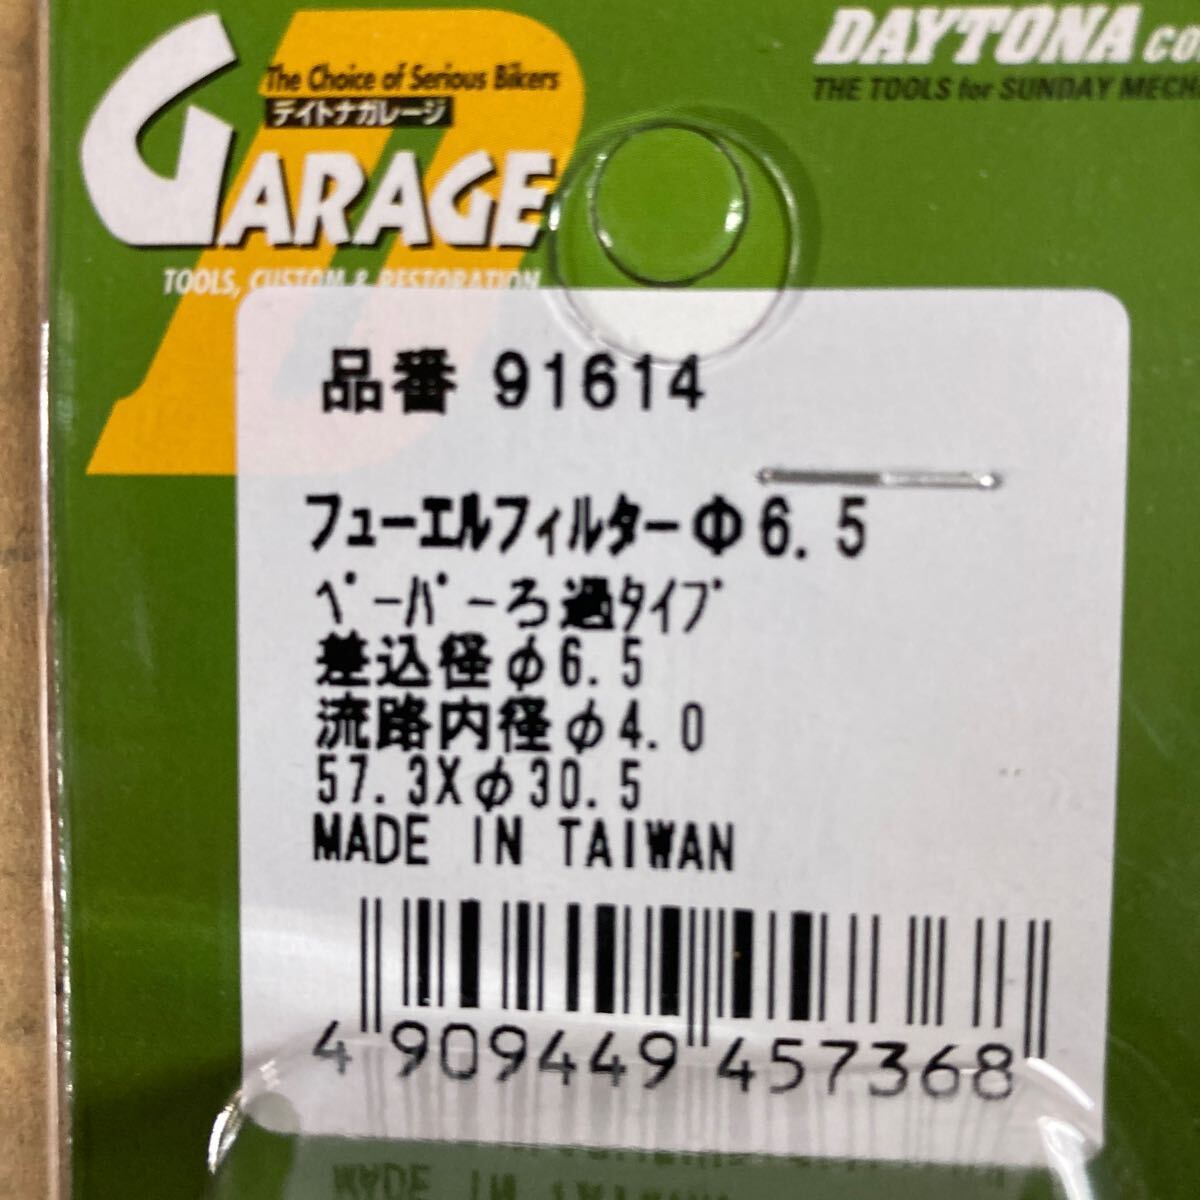 The Choice of Serious Bikers
デイトナガレージ
GARAGE
TOOLS, CUSTOM & RESTORATION
DAYTONA
THE TOOLS for SUNDAY
品番 91614
フューエルフィルターΦ6.5
ペーパーろ過タイプ
差込径φ6.5
流路内径φ4.0
57.3Xφ30.5
MADE IN TAIWAN
4 909449 457368